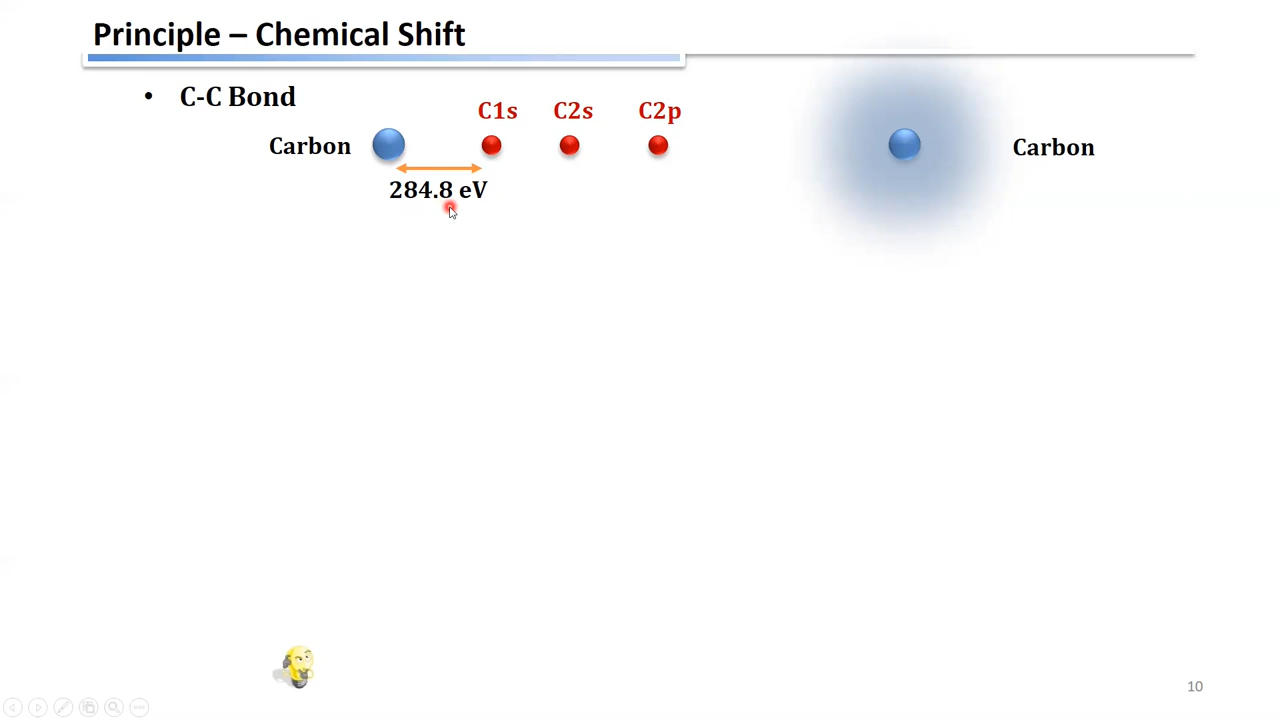 Principle – Chemical Shift
• C-C Bond
C1s C2s C2p
Carbon
Carbon
284.8 eV
10